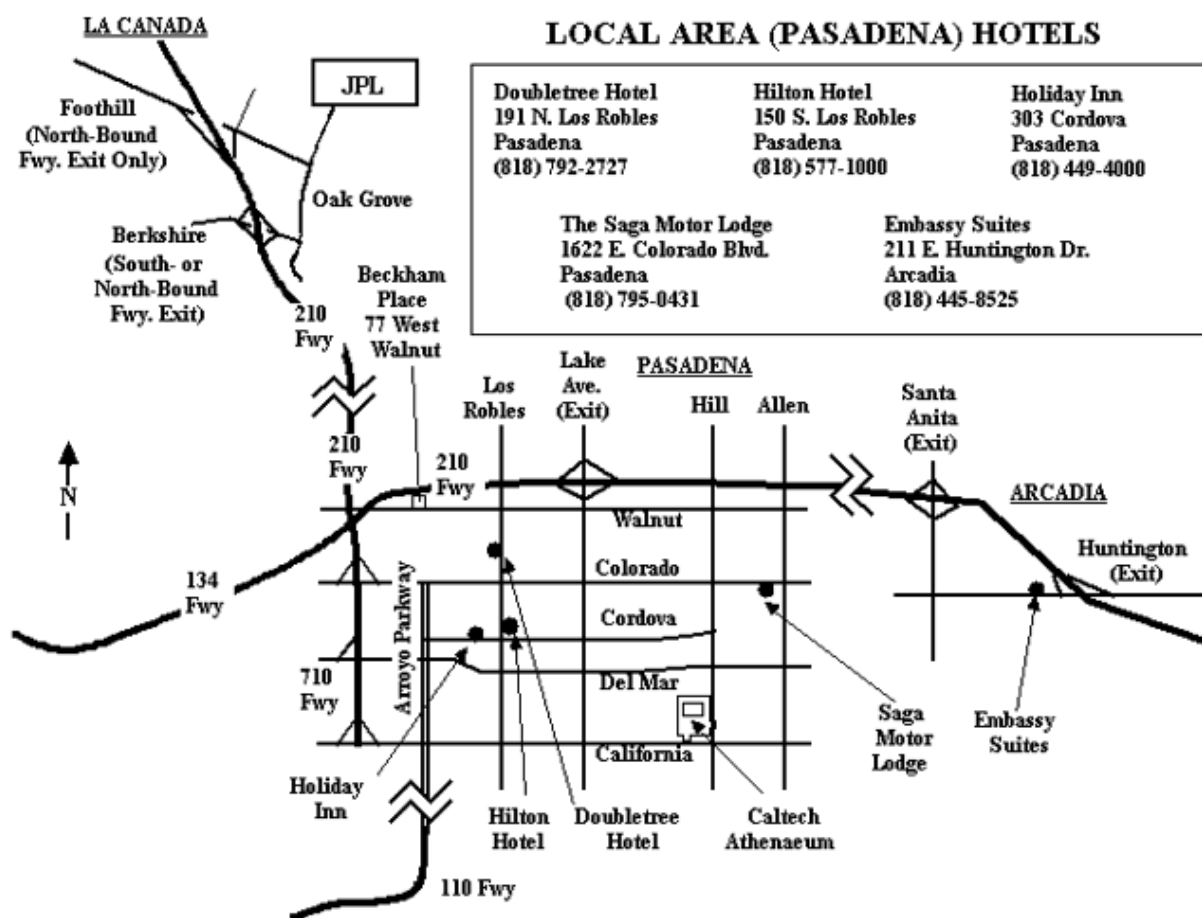 LA CANADA
JPL
Foothill
(North-Bound
Fwy. Exit Only)
Oak Grove
Berkshire
(South- or
North-Bound
Fwy. Exit)
210
Fwy
LOCAL AREA (PASADENA) HOTELS
Doubletree Hotel
191 N. Los Robles
Pasadena
(818) 792-2727
Hilton Hotel
150 S. Los Robles
Pasadena
(818) 577-1000
Holiday Inn
303 Cordova
Pasadena
(818) 449-4000
The Saga Motor Lodge
1622 E. Colorado Blvd.
Pasadena
(818) 795-0431
Embassy Suites
211 E. Huntington Dr.
Arcadia
(818) 445-8525
Beckham
Place
77 West
Walnut
Los
Robles
Lake
Ave.
(Exit)
PASADENA
Hill
Allen
Santa
Anita
(Exit)
N
210
Fwy
210
Fwy
ARCADIA
Walnut
Huntington
(Exit)
134
Fwy
Colorado
Arroyo Parkway
Cordova
710
Fwy
Del Mar
California
Saga
Motor
Lodge
Embassy
Suites
Holiday
Inn
Hilton
Hotel
Doubletree
Hotel
Caltech
Athenaeum
110 Fwy